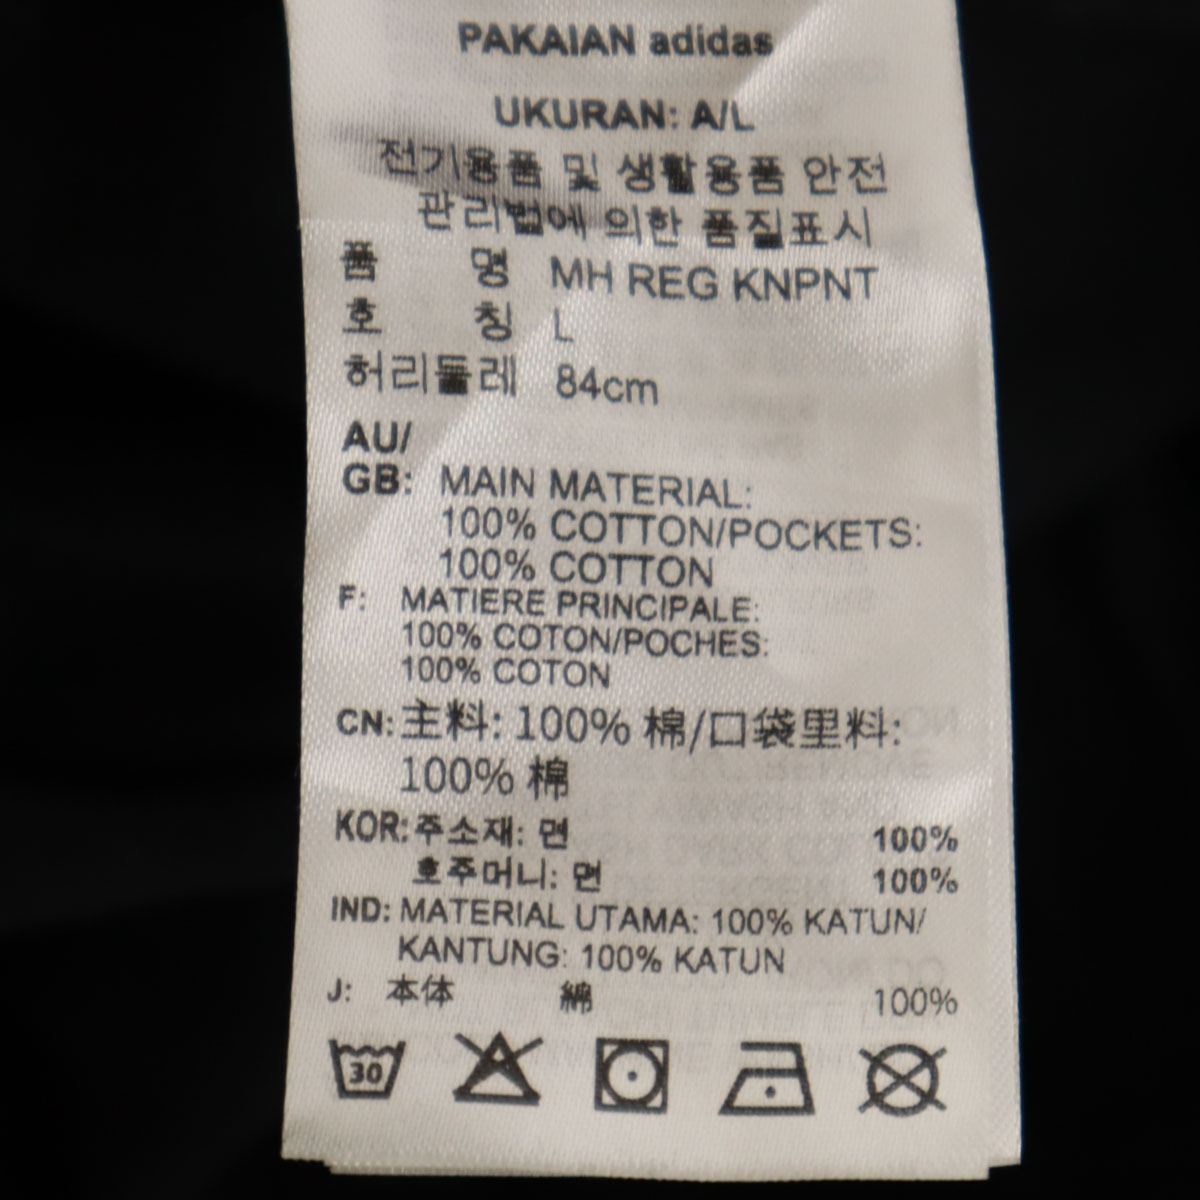 PAKAIAN adidas
UKURAN: A/L
전기용품 및 생활용품 안전
관리법에 의한 품질표시
품 명 MH REG KNPNT
호 칭 L
허리둘레 84cm
AU/
GB: MAIN MATERIAL:
100% COTTON/POCKETS:
100% COTTON
F: MATIERE PRINCIPALE:
100% COTON/POCHES:
100% COTON
CN: 主料: 100% 棉/口袋里料:
100% 棉
KOR: 주소재: 면 100%
호주머니: 면 100%
IND: MATERIAL UTAMA: 100% KATUN/
KANTUNG: 100% KATUN
J: 本体 綿 100%
30